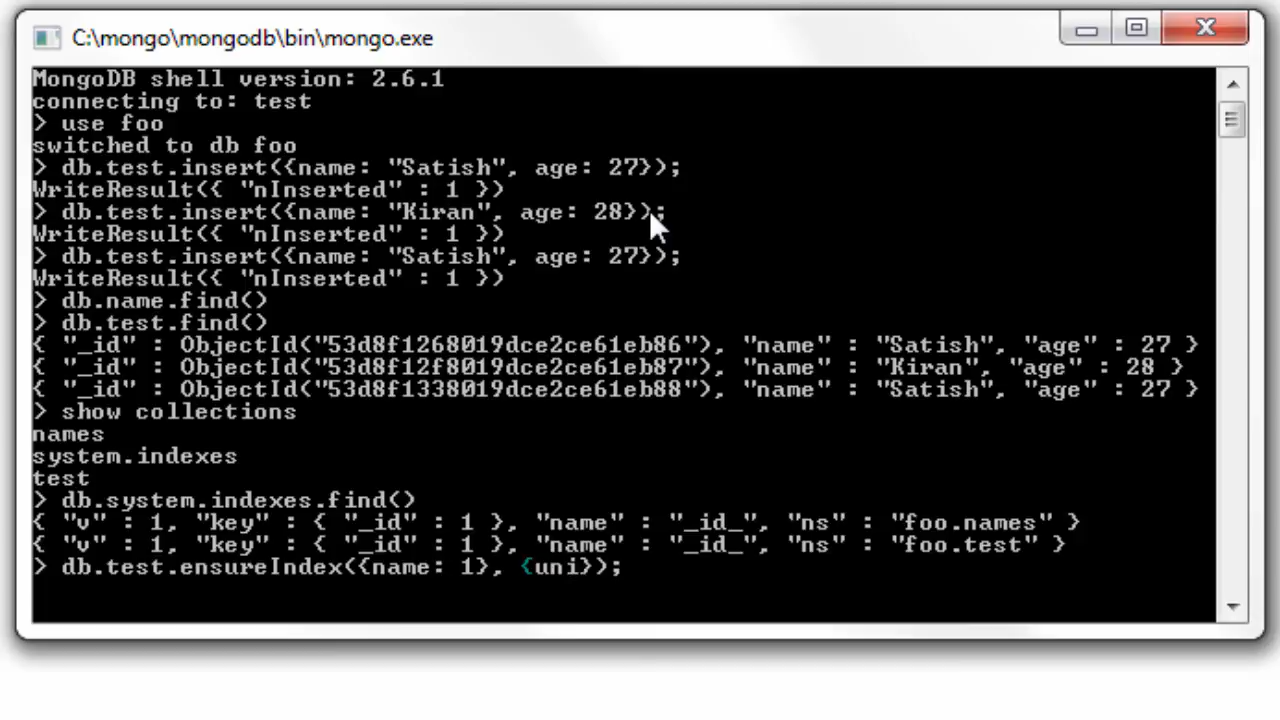 C:\mongo\mongodb\bin\mongo.exe
MongoDB shell version: 2.6.1
connecting to: test
> use foo
switched to db foo
> db.test.insert({name: "Satish", age: 27});
WriteResult({ "nInserted" : 1 })
> db.test.insert({name: "Kiran", age: 28});
WriteResult({ "nInserted" : 1 })
> db.test.insert({name: "Satish", age: 27});
WriteResult({ "nInserted" : 1 })
> db.name.find()
> db.test.find()
{ "_id" : ObjectId("53d8f1268019dce2ce61eb86"), "name" : "Satish", "age" : 27 }
{ "_id" : ObjectId("53d8f12f8019dce2ce61eb87"), "name" : "Kiran", "age" : 28 }
{ "_id" : ObjectId("53d8f1338019dce2ce61eb88"), "name" : "Satish", "age" : 27 }
> show collections
names
system.indexes
test
> db.system.indexes.find()
{ "v" : 1, "key" : { "_id" : 1 }, "name" : "_id_", "ns" : "foo.names" }
{ "v" : 1, "key" : { "_id" : 1 }, "name" : "_id_", "ns" : "foo.test" }
> db.test.ensureIndex({name: 1}, {uni});